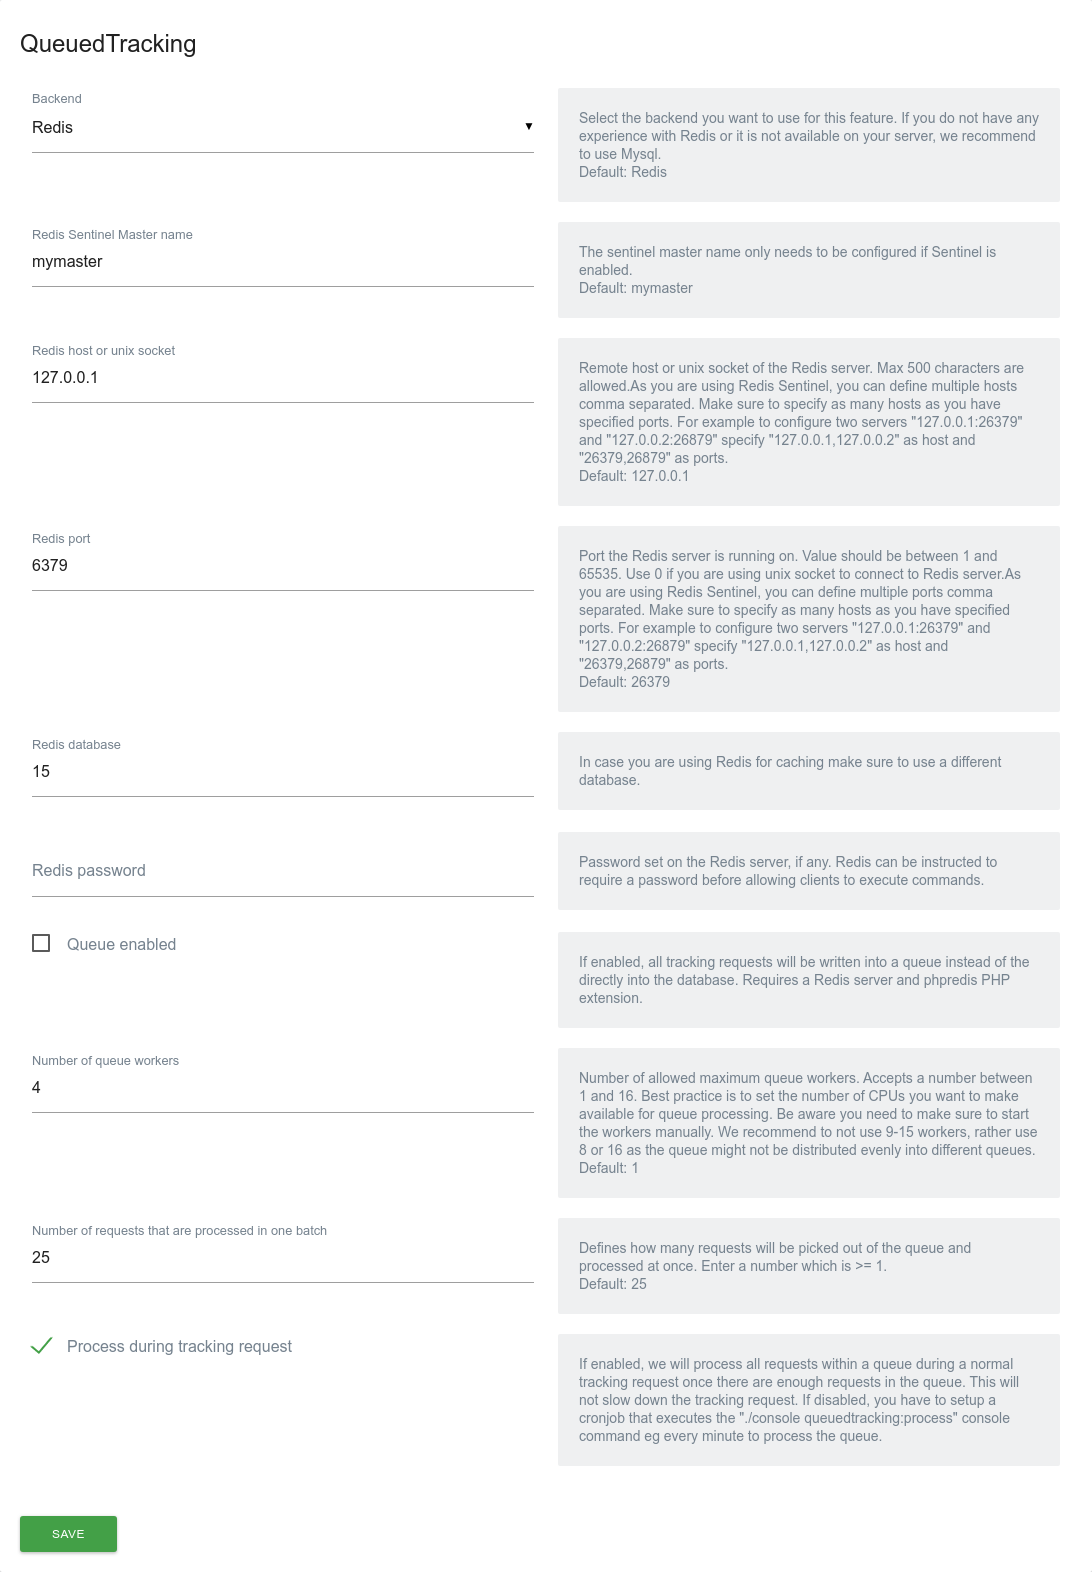 QueuedTracking
Backend
Redis
Select the backend you want to use for this feature. If you do not have any
experience with Redis or it is not available on your server, we recommend
to use Mysql.
Default: Redis
Redis Sentinel Master name
mymaster
The sentinel master name only needs to be configured if Sentinel is
enabled.
Default: mymaster
Redis host or unix socket
127.0.0.1
Remote host or unix socket of the Redis server. Max 500 characters are
allowed.As you are using Redis Sentinel, you can define multiple hosts
comma separated. Make sure to specify as many hosts as you have
specified ports. For example to configure two servers "127.0.0.1:26379"
and "127.0.0.2:26879" specify "127.0.0.1,127.0.0.2" as host and
"26379,26879" as ports.
Default: 127.0.0.1
Redis port
6379
Port the Redis server is running on. Value should be between 1 and
65535. Use 0 if you are using unix socket to connect to Redis server.As
you are using Redis Sentinel, you can define multiple ports comma
separated. Make sure to specify as many hosts as you have specified
ports. For example to configure two servers "127.0.0.1:26379" and
"127.0.0.2:26879" specify "127.0.0.1,127.0.0.2" as host and
"26379,26879" as ports.
Default: 26379
Redis database
15
In case you are using Redis for caching make sure to use a different
database.
Redis password
Password set on the Redis server, if any. Redis can be instructed to
require a password before allowing clients to execute commands.
Queue enabled
If enabled, all tracking requests will be written into a queue instead of the
directly into the database. Requires a Redis server and phpredis PHP
extension.
Number of queue workers
4
Number of allowed maximum queue workers. Accepts a number between
1 and 16. Best practice is to set the number of CPUs you want to make
available for queue processing. Be aware you need to make sure to start
the workers manually. We recommend to not use 9-15 workers, rather use
8 or 16 as the queue might not be distributed evenly into different queues.
Default: 1
Number of requests that are processed in one batch
25
Defines how many requests will be picked out of the queue and
processed at once. Enter a number which is >= 1.
Default: 25
Process during tracking request
If enabled, we will process all requests within a queue during a normal
tracking request once there are enough requests in the queue. This will
not slow down the tracking request. If disabled, you have to setup a
cronjob that executes the "./console queuedtracking:process" console
command eg every minute to process the queue.
SAVE